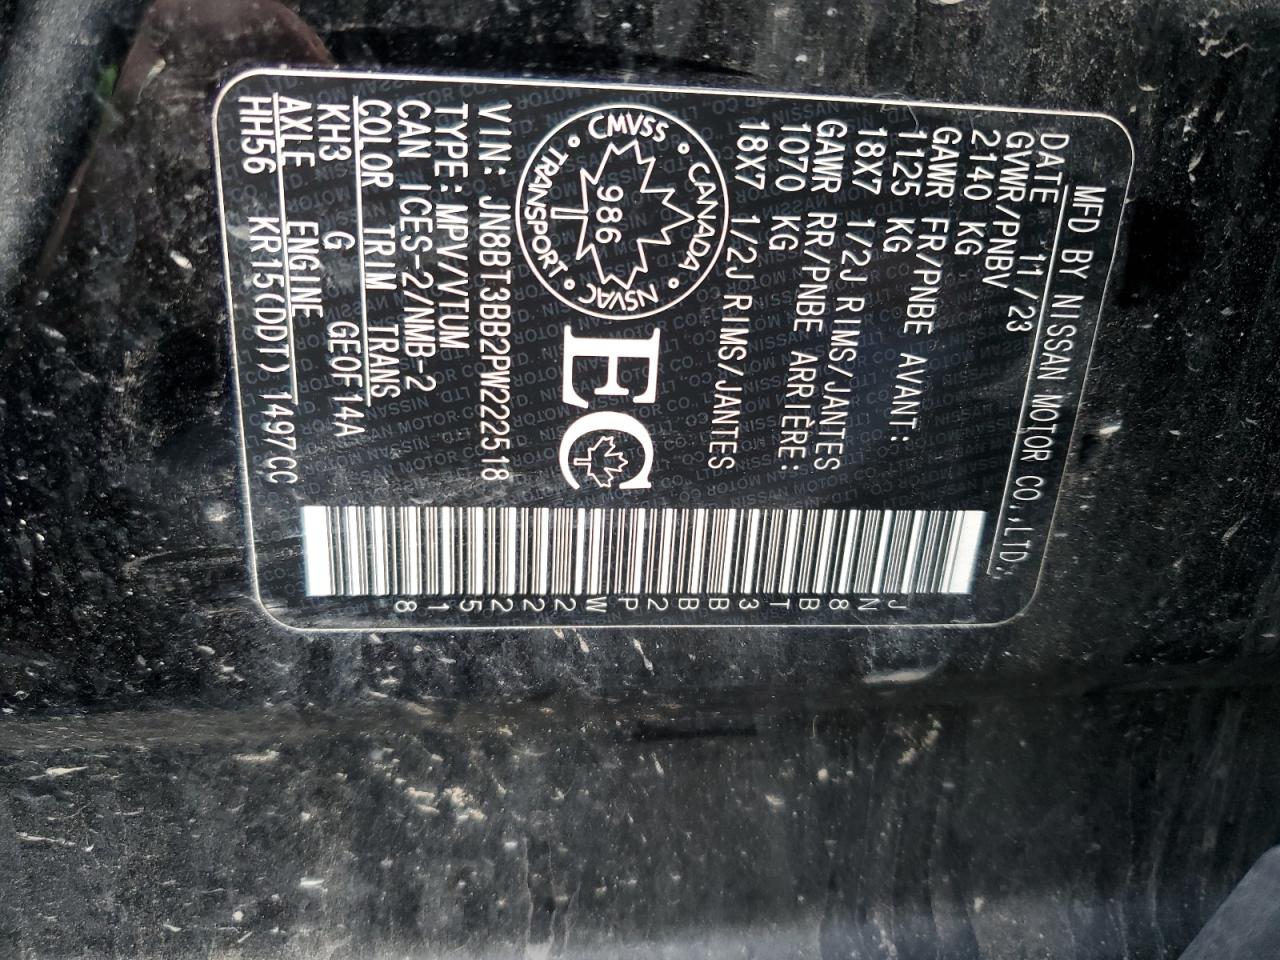 MFD BY NISSAN MOTOR CO.,LTD.
DATE 11/23
GVWR/PNBV
2140 KG
GAWR FR/PNBE AVANT:
1125 KG
18X7 1/2J RIMS/JANTES
GAWR RR/PNBE ARRIÈRE:
1070 KG
18X7 1/2J RIMS/JANTES
CMVSS • CANADA • NSVAC • TRANSPORT •
986
EC
VIN: JN8BT3BB2PW222518
TYPE: MPV/VTUM
CAN ICES-2/NMB-2
COLOR TRIM TRANS
KH3 G GE0F14A
AXLE ENGINE
HH56 KR15(DDT) 1497CC
JN8BT3BB2PW222518